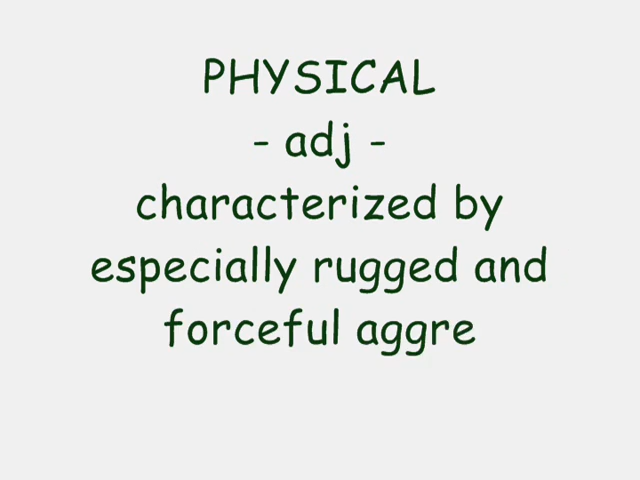 PHYSICAL
- adj -
characterized by
especially rugged and
forceful aggre